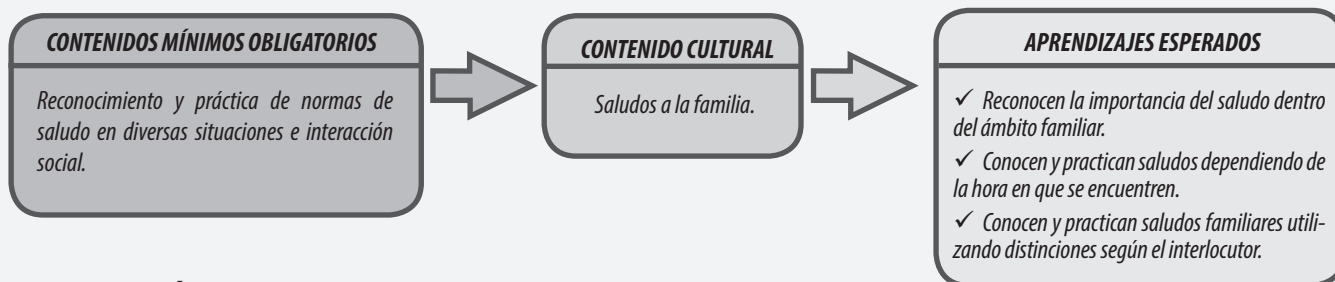 CONTENIDOS MÍNIMOS OBLIGATORIOS
Reconocimiento y práctica de normas de
saludo en diversas situaciones e interacción
social.
CONTENIDO CULTURAL
Saludos a la familia.
APRENDIZAJES ESPERADOS
✓ Reconocen la importancia del saludo dentro
del ámbito familiar.
✓ Conocen y practican saludos dependiendo de
la hora en que se encuentren.
✓ Conocen y practican saludos familiares utili-
zando distinciones según el interlocutor.